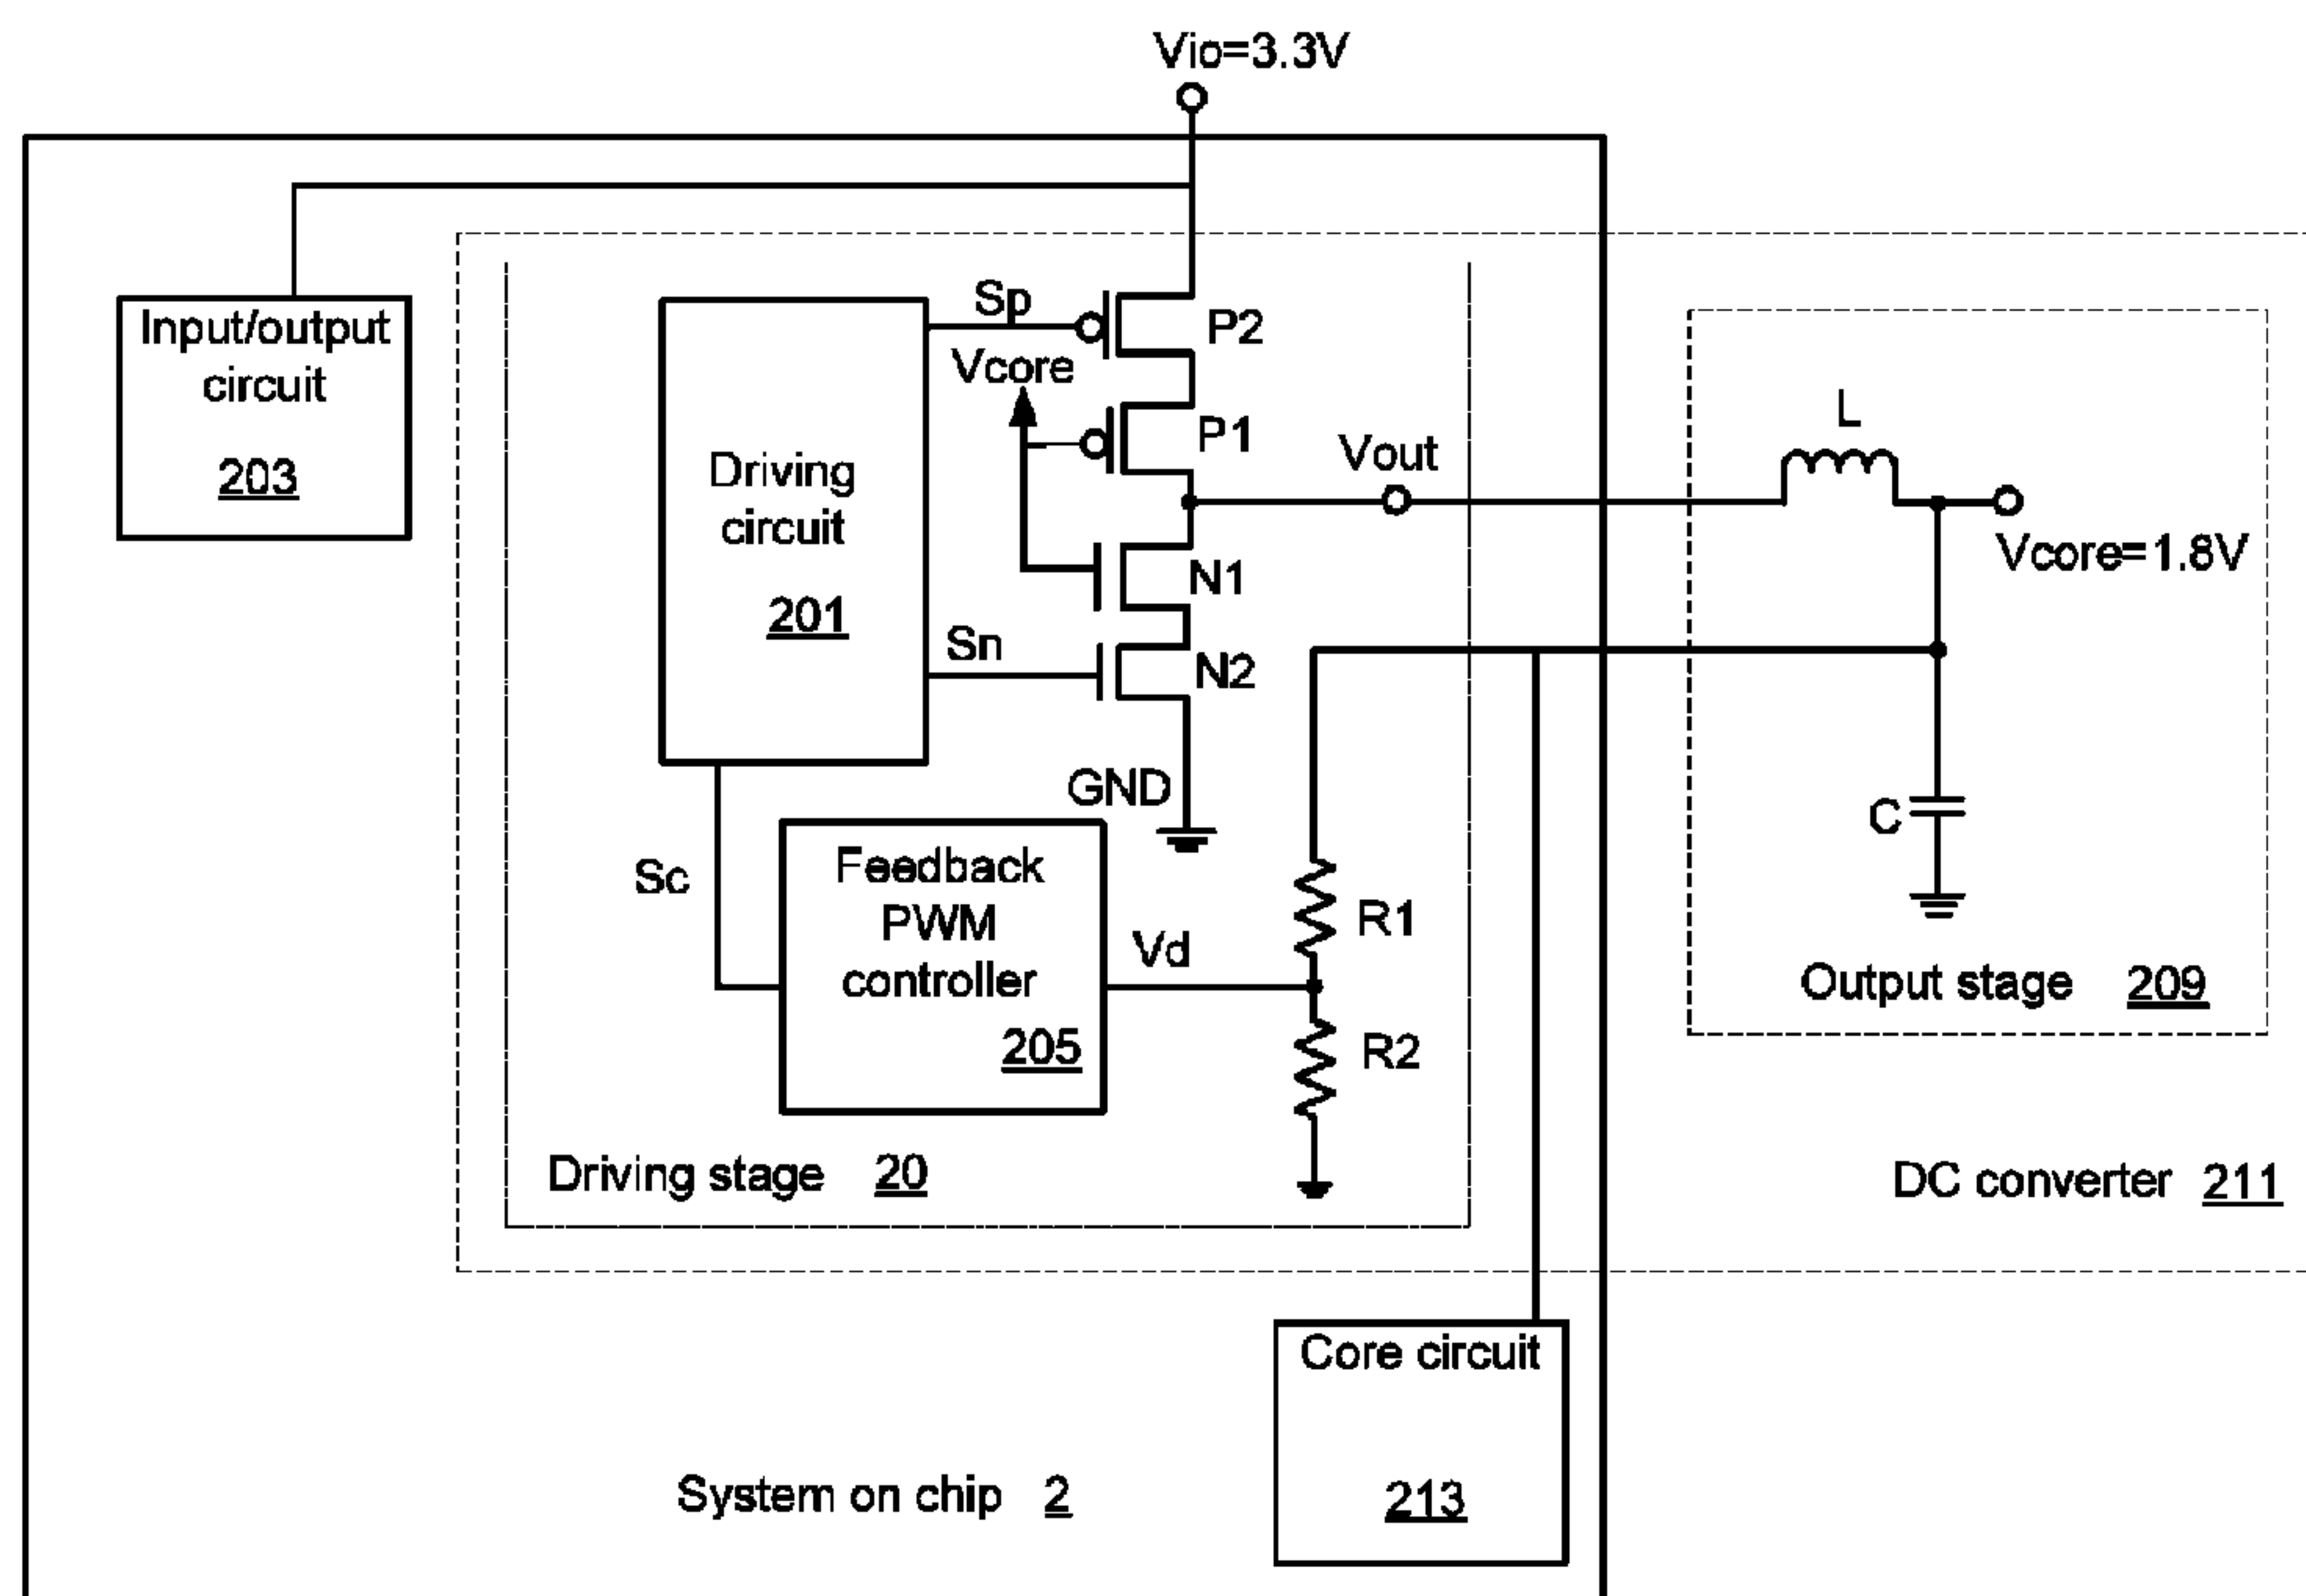 Vio=3.3V
Input/output
circuit
203
Sp
P2
Vcore
P1
Driving
circuit
201
Vout
L
N1
Vcore=1.8V
Sn
N2
GND
C
Sc
Feedback
PWM
controller
205
Vd
R1
R2
Output stage 209
Driving stage 20
DC converter 211
Core circuit
213
System on chip 2